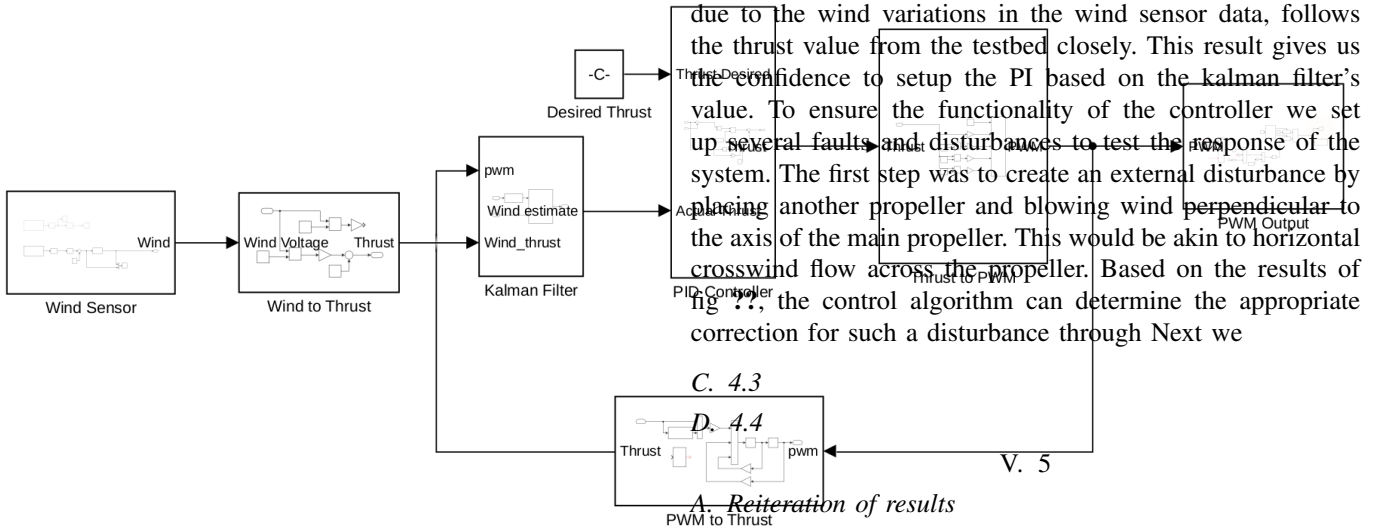 due to the wind variations in the wind sensor data, follows
the thrust value from the testbed closely. This result gives us
the confidence to setup the PI based on the kalman filter's
value. To ensure the functionality of the controller we set
up several faults and disturbances to test the response of the
system. The first step was to create an external disturbance by
placing another propeller and blowing wind perpendicular to
the axis of the main propeller. This would be akin to horizontal
crosswind flow across the propeller. Based on the results of
fig ??, the control algorithm can determine the appropriate
correction for such a disturbance through Next we
C. 4.3
D. 4.4
V. 5
A. Reiteration of results
-C-
Desired Thrust
Thrust Desired
Thrust
Actual Thrust
PID Controller
Thrust
PWM
Thrust to PWM
PWM
PWM Output
pwm
Wind estimate
Wind_thrust
Kalman Filter
Wind
Wind Sensor
Wind Voltage
Thrust
Wind to Thrust
Thrust
pwm
PWM to Thrust